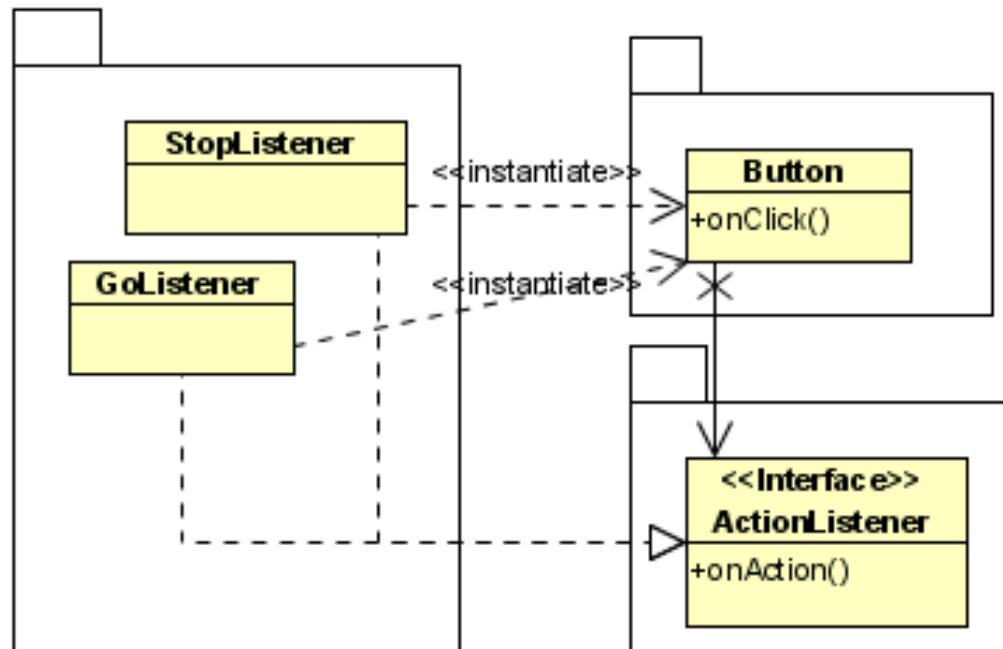 StopListener
<<instantiate>>
Button
+onClick()
GoListener
<<instantiate>>
<<Interface>>
ActionListener
+onAction()